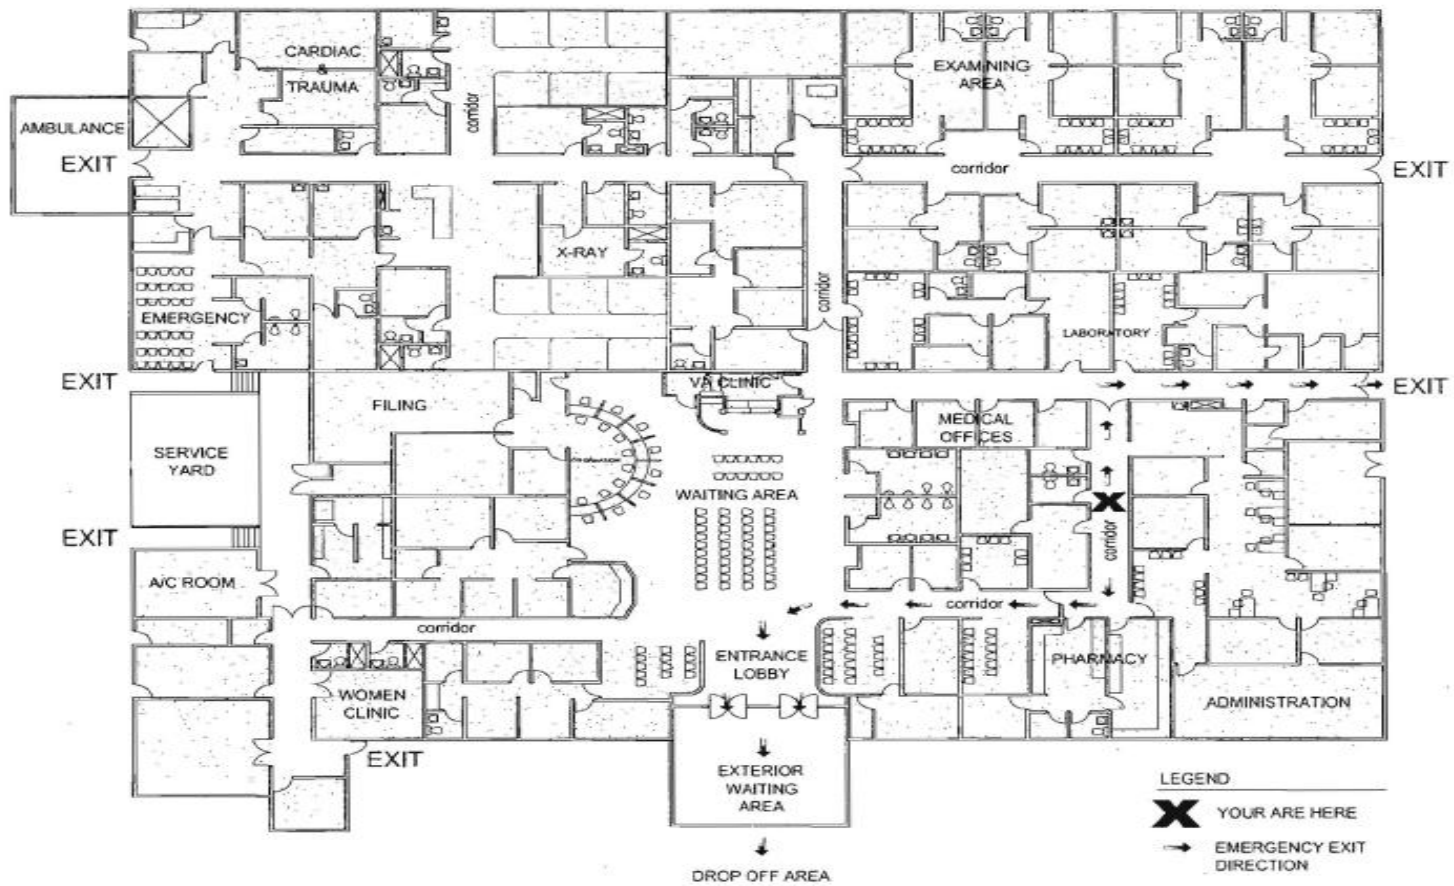 CARDIAC
&
TRAUMA
corridor
EXAMINING
AREA
AMBULANCE
EXIT
corridor
EXIT
X-RAY
corridor
EMERGENCY
LABORATORY
EXIT
VA CLINIC
EXIT
FILING
MEDICAL
OFFICES
SERVICE
YARD
WAITING AREA
EXIT
corridor
A/C ROOM
corridor
corridor
ENTRANCE
LOBBY
PHARMACY
WOMEN
CLINIC
ADMINISTRATION
EXIT
EXTERIOR
WAITING
AREA
LEGEND
X YOUR ARE HERE
EMERGENCY EXIT
DIRECTION
DROP OFF AREA